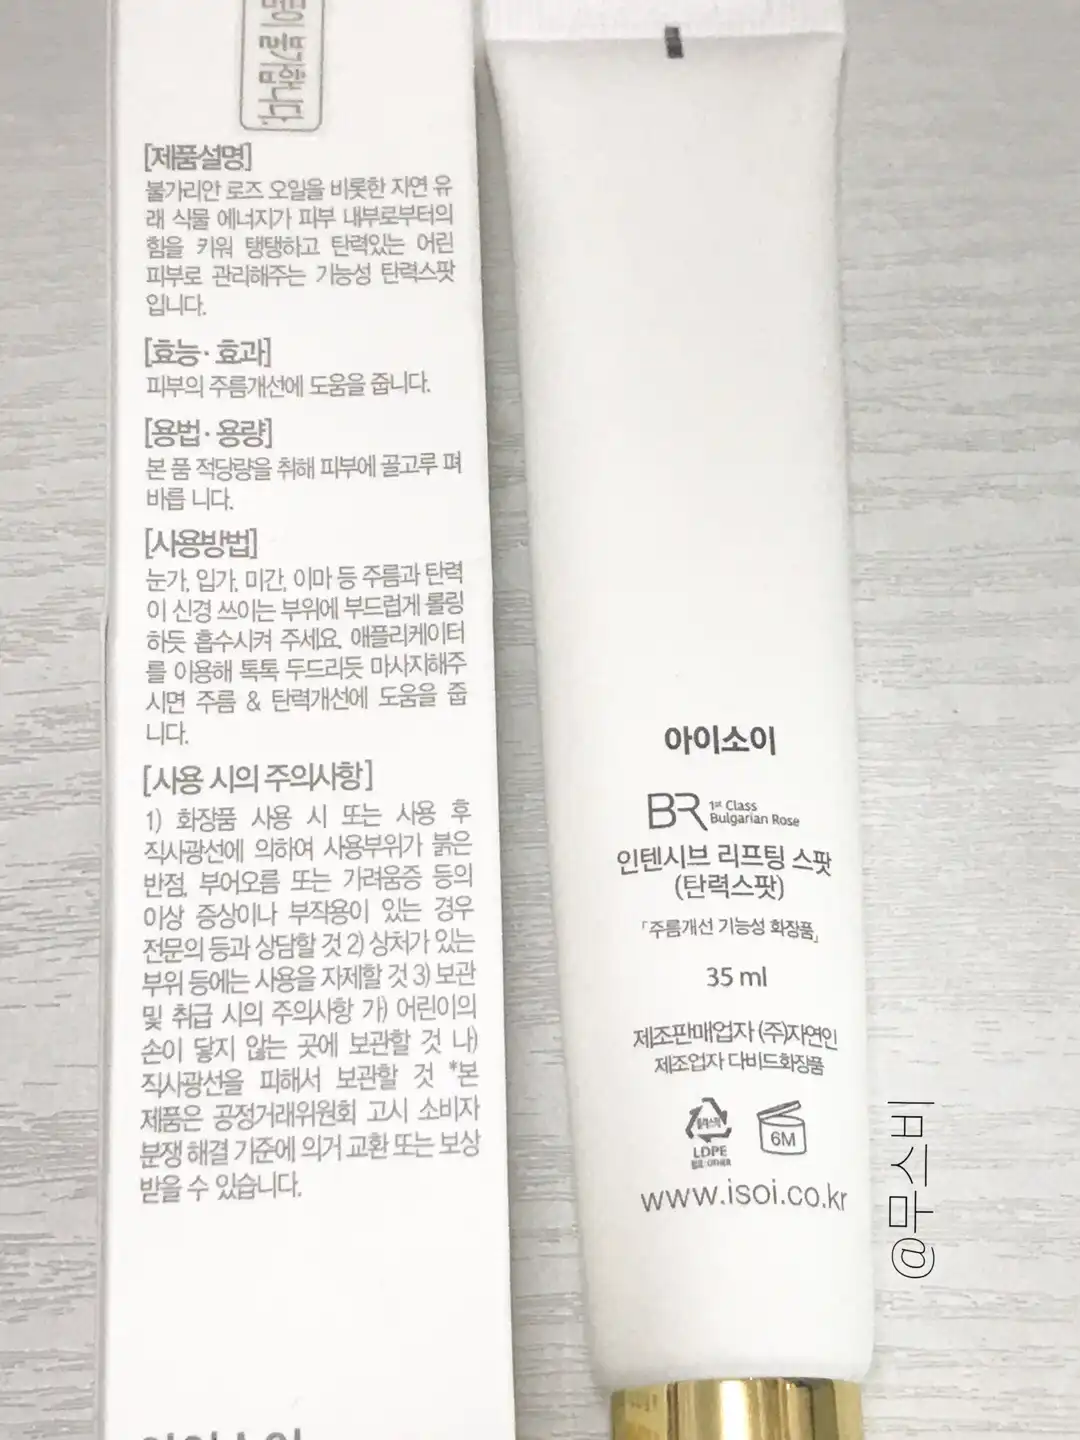 불가합니다.
[제품설명]
불가리안 로즈 오일을 비롯한 자연 유
래 식물 에너지가 피부 내부로부터의
힘을 키워 탱탱하고 탄력있는 어린
피부로 관리해주는 기능성 탄력스팟
입니다.
[효능·효과]
피부의 주름개선에 도움을 줍니다.
[용법·용량]
본 품 적당량을 취해 피부에 골고루 펴
바릅 니다.
[사용방법]
눈가, 입가, 미간, 이마 등 주름과 탄력
이 신경 쓰이는 부위에 부드럽게 롤링
하듯 흡수시켜 주세요. 애플리케이터
를 이용해 톡톡 두드리듯 마사지해주
시면 주름 & 탄력개선에 도움을 줍
니다.
[사용 시의 주의사항]
1) 화장품 사용 시 또는 사용 후
직사광선에 의하여 사용부위가 붉은
반점, 부어오름 또는 가려움증 등의
이상 증상이나 부작용이 있는 경우
전문의 등과 상담할 것 2) 상처가 있는
부위 등에는 사용을 자제할 것 3) 보관
및 취급 시의 주의사항 가) 어린이의
손이 닿지 않는 곳에 보관할 것 나)
직사광선을 피해서 보관할 것 *본
제품은 공정거래위원회 고시 소비자
분쟁 해결 기준에 의거 교환 또는 보상
받을 수 있습니다.
아이소이
BR 1st Class
Bulgarian Rose
인텐시브 리프팅 스팟
(탄력스팟)
「주름개선 기능성 화장품」
35 ml
제조판매업자 (주)자연인
제조업자 다비드화장품
플라스틱
LDPE
6M
www.isoi.co.kr
@무스비